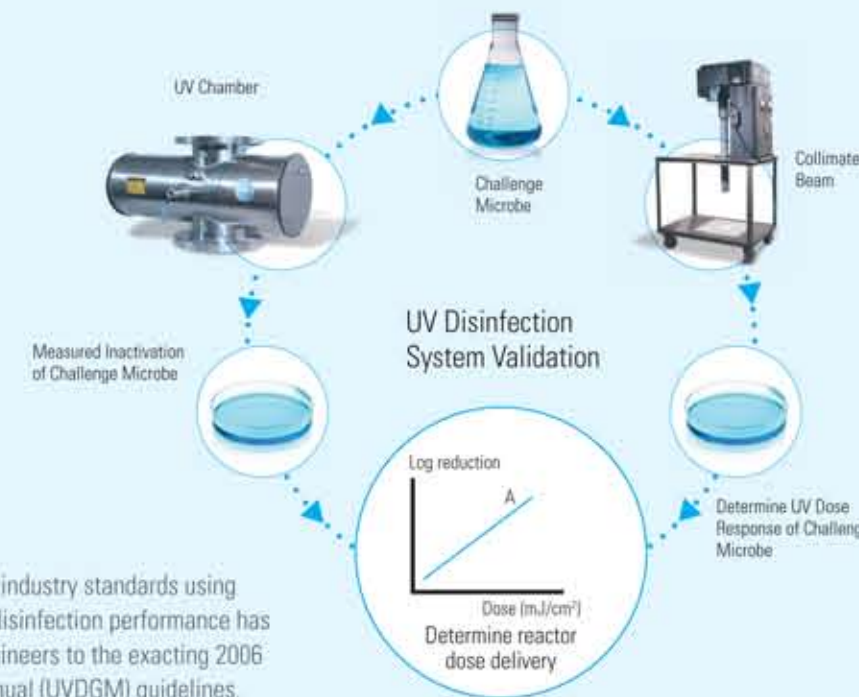 UV Chamber
Challenge
Microbe
Collimate
Beam
Measured Inactivation
of Challenge Microbe
UV Disinfection
System Validation
Log reduction
A
Dose (mJ/cm²)
Determine reactor
dose delivery
Determine UV Dose
Response of Challeng
Microbe
industry standards using
disinfection performance has
ineers to the exacting 2006
nual (UVDGM) guidelines.